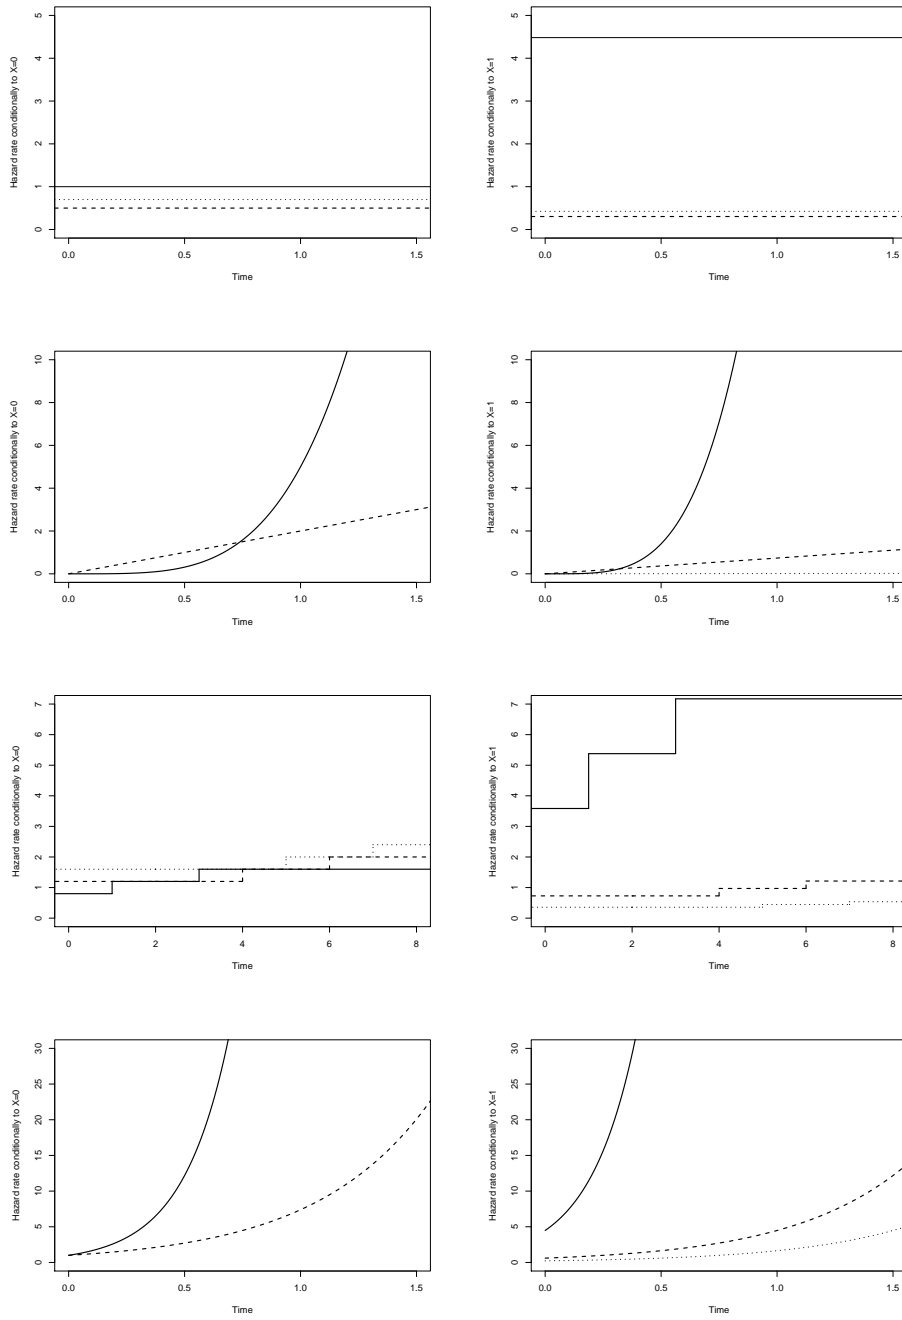 Hazard rate conditionally to X=0
0 1 2 3 4 5
0.0 0.5 1.0 1.5
Time
Hazard rate conditionally to X=1
0 1 2 3 4 5
0.0 0.5 1.0 1.5
Time
Hazard rate conditionally to X=0
0 2 4 6 8 10
0.0 0.5 1.0 1.5
Time
Hazard rate conditionally to X=1
0 2 4 6 8 10
0.0 0.5 1.0 1.5
Time
Hazard rate conditionally to X=0
0 1 2 3 4 5 6 7
0 2 4 6 8
Time
Hazard rate conditionally to X=1
0 1 2 3 4 5 6 7
0 2 4 6 8
Time
Hazard rate conditionally to X=0
0 5 10 15 20 25 30
0.0 0.5 1.0 1.5
Time
Hazard rate conditionally to X=1
0 5 10 15 20 25 30
0.0 0.5 1.0 1.5
Time